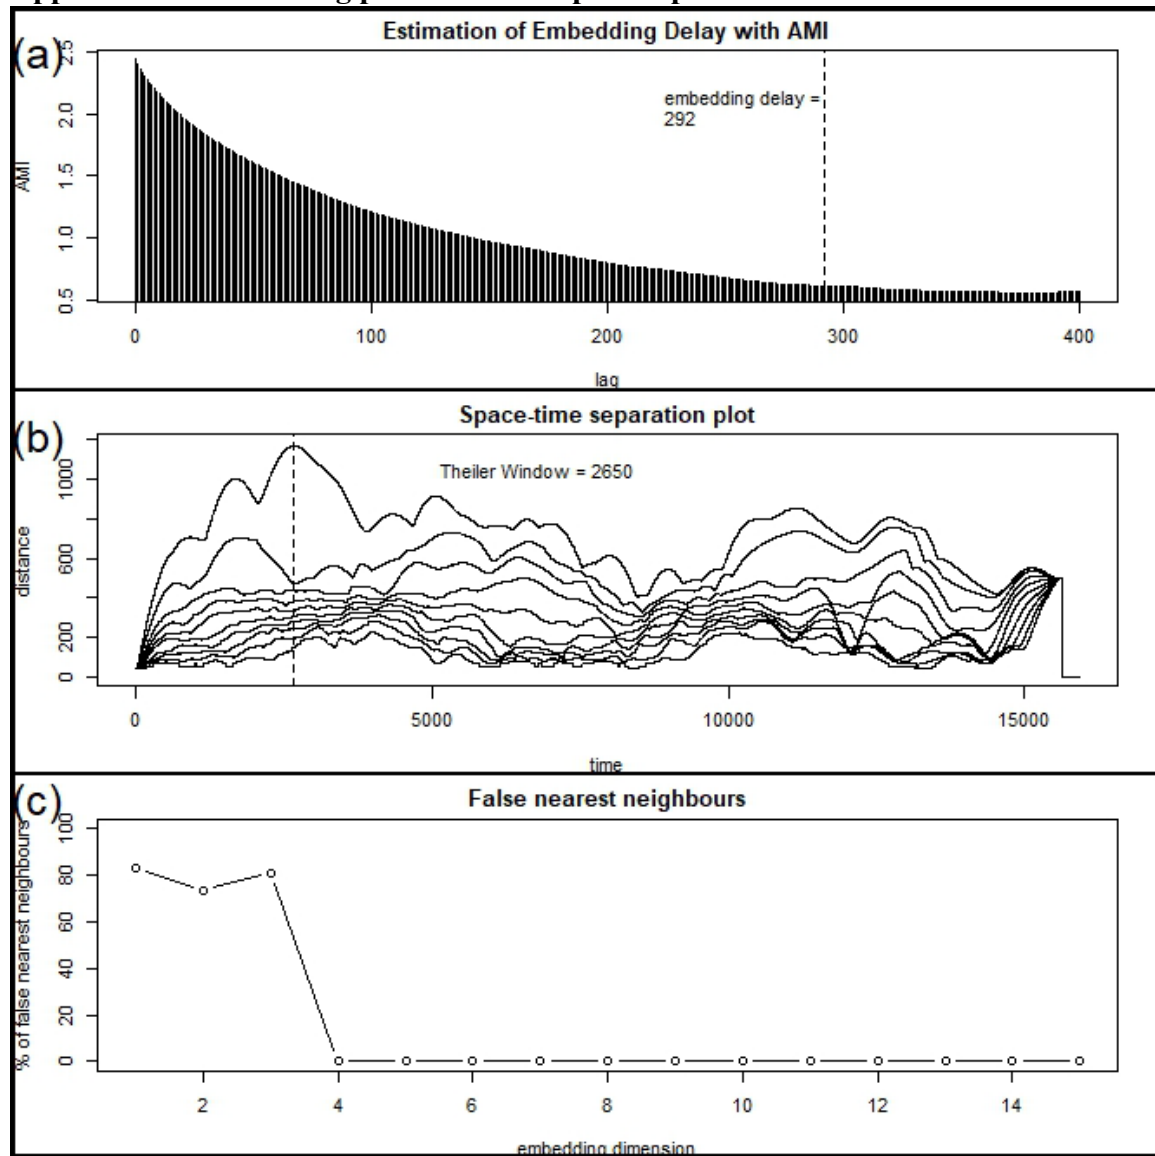 (a)
Estimation of Embedding Delay with AMI
AMI
2.5
2.0
1.5
1.0
0.5
embedding delay =
292
0 100 200 300 400
lag
(b)
Space-time separation plot
distance
1000
600
200
0
Theiler Window = 2650
0 5000 10000 15000
time
(c)
False nearest neighbours
% of false nearest neighbours
100
80
60
40
20
0
2 4 6 8 10 12 14
embedding dimension